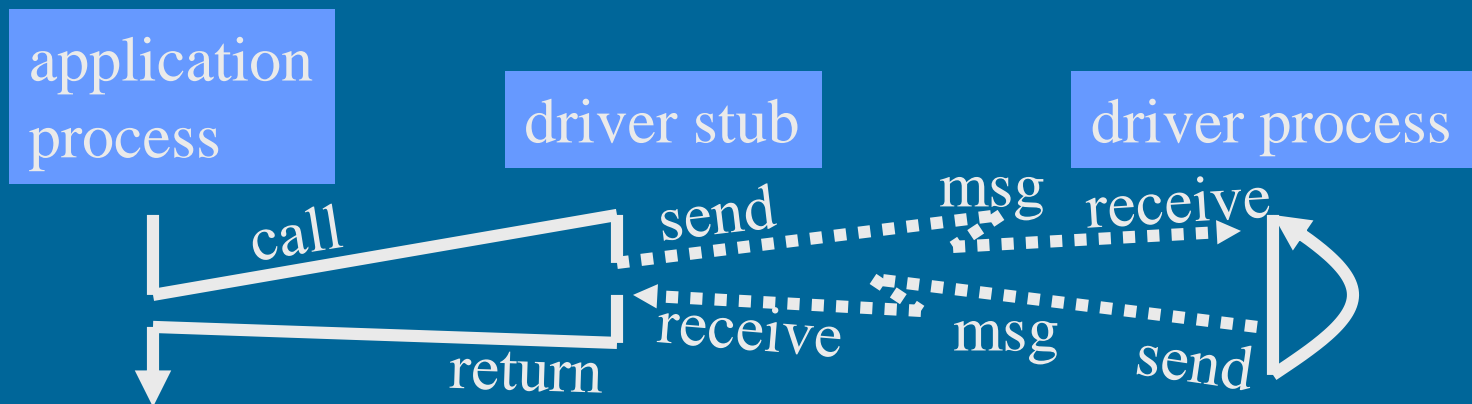 application
process
driver stub
driver process
call
send
msg
receive
receive
msg
send
return